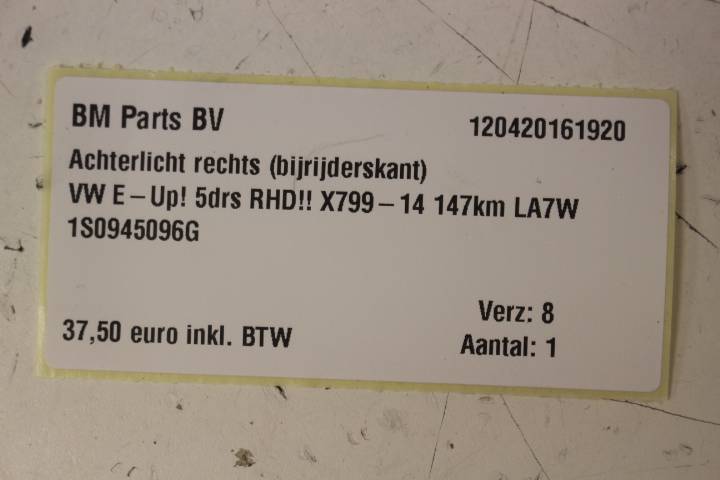 BM Parts BV 120420161920
Achterlicht rechts (bijrijderskant)
VW E-Up! 5drs RHD!! X799-14 147km LA7W
1S0945096G
Verz: 8
37,50 euro inkl. BTW Aantal: 1